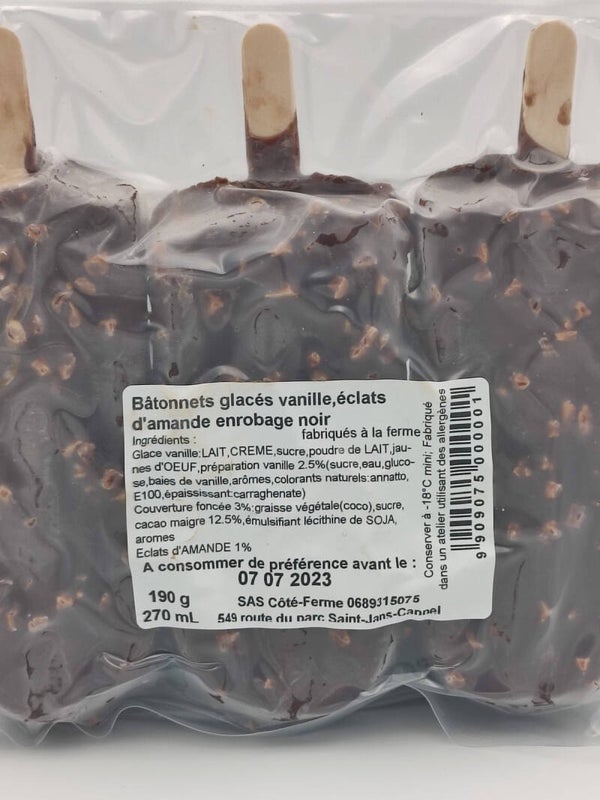 Bâtonnets glacés vanille,éclats
d'amande enrobage noir
Ingrédients :
fabriqués à la ferme
Glace vanille:LAIT,CREME,sucre,poudre de LAIT,jau-
nes d'OEUF,préparation vanille 2.5%(sucre,eau,gluco-
se,baies de vanille,arômes,colorants naturels:annatto,
E100,épaississant:carraghenate)
Couverture foncée 3%:graisse végétale(coco),sucre,
cacao maigre 12.5%,émulsifiant lécithine de SOJA,
aromes
Eclats d'AMANDE 1%
A consommer de préférence avant le :
07 07 2023
190 g
270 mL
SAS Côté-Ferme 0689315075
549 route du parc Saint-Jans-Cappel
Conserver à -18°C mini; Fabriqué
dans un atelier utilisant des allergènes
9 909075 000001